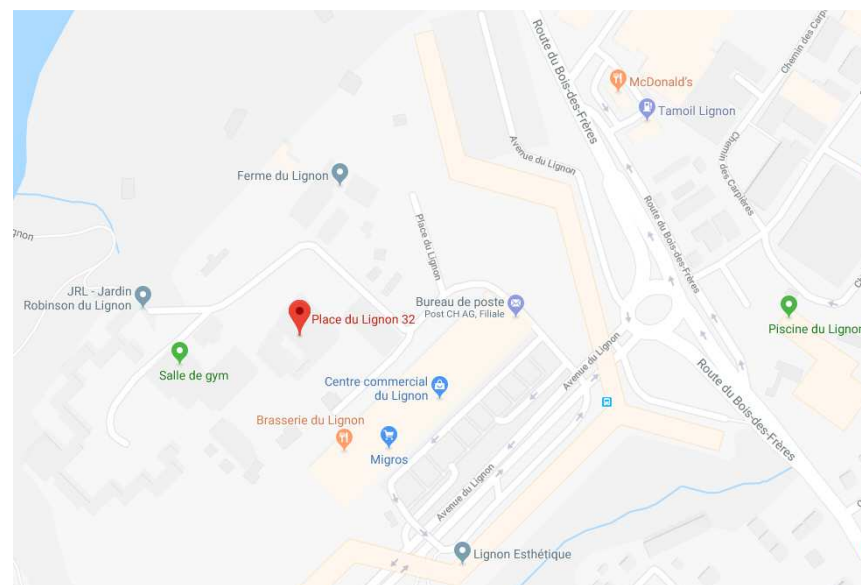 Route du Bois-des-Frères
McDonald's
Chemin des Carpières
Tamoil Lignon
Avenue du Lignon
Chemin des Carpières
Ferme du Lignon
Place du Lignon
Route du Bois-des-Frères
JRL - Jardin
Robinson du Lignon
Bureau de poste
Post CH AG, Filiale
Place du Lignon 32
Piscine du Lignon
Salle de gym
Avenue du Lignon
Centre commercial
du Lignon
Route du Bois-des-Frères
Brasserie du Lignon
Migros
Avenue du Lignon
Lignon Esthétique